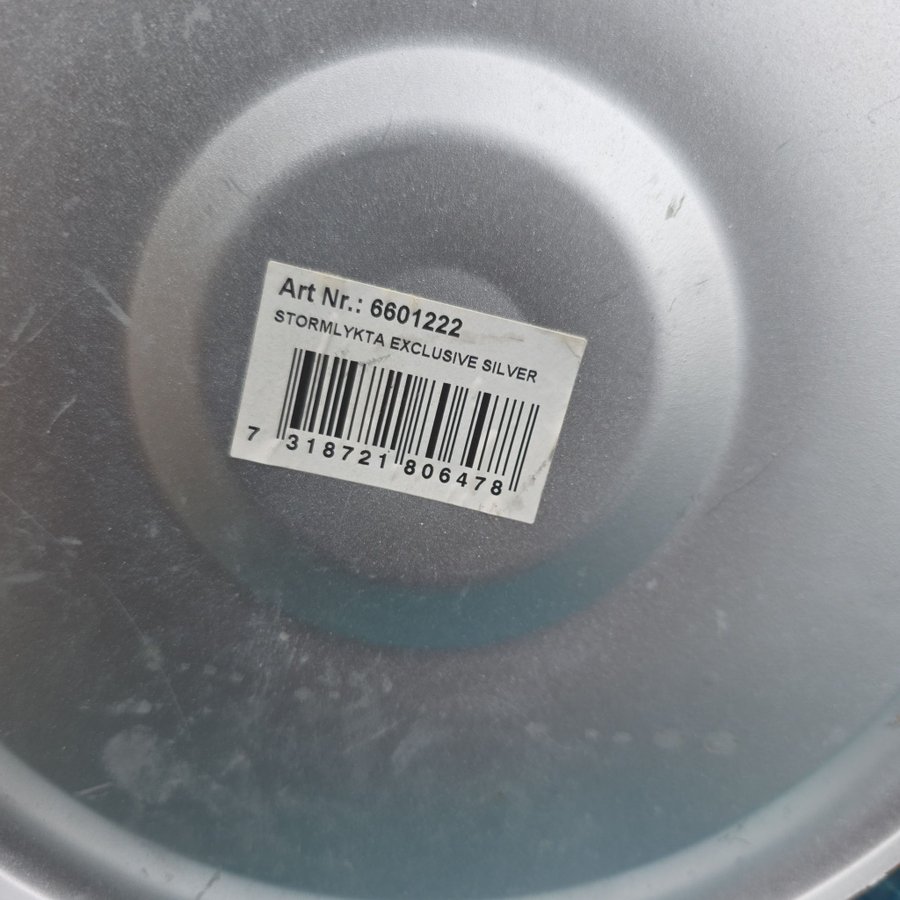 Art Nr.: 6601222
STORMLYKTA EXCLUSIVE SILVER
7 318721 806478